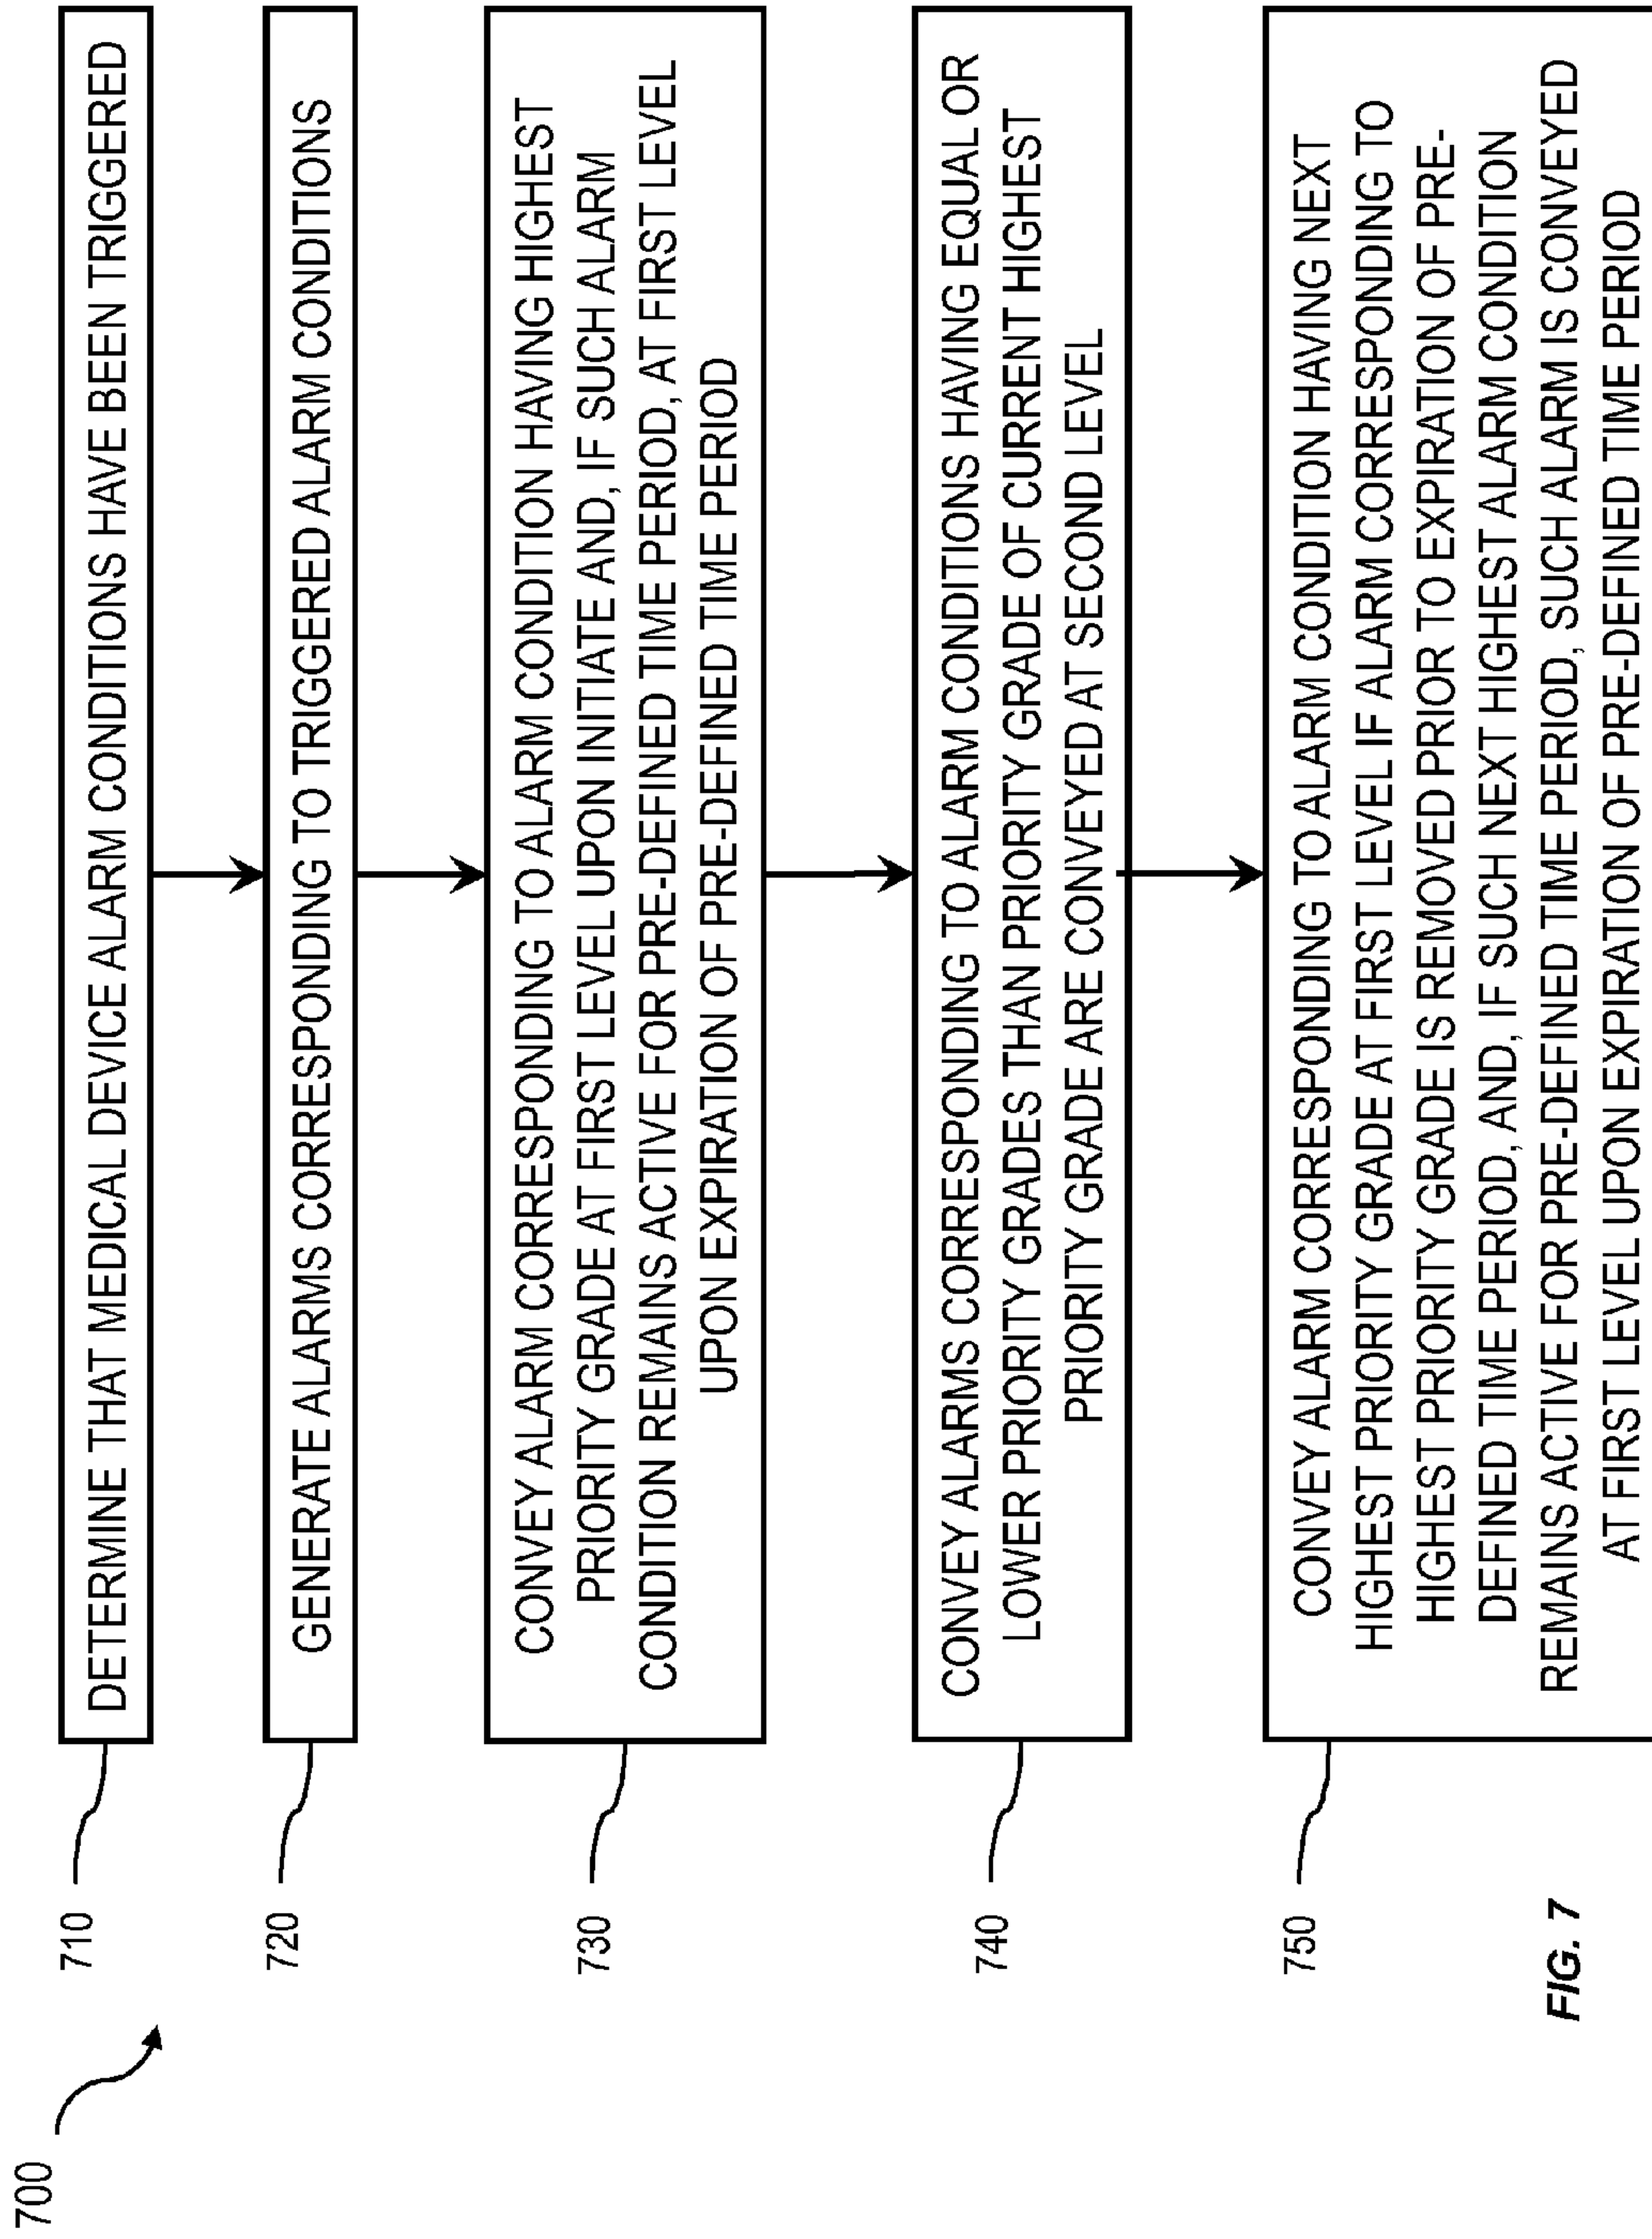 700
710
DETERMINE THAT MEDICAL DEVICE ALARM CONDITIONS HAVE BEEN TRIGGERED
720
GENERATE ALARMS CORRESPONDING TO TRIGGERED ALARM CONDITIONS
730
CONVEY ALARM CORRESPONDING TO ALARM CONDITION HAVING HIGHEST
PRIORITY GRADE AT FIRST LEVEL UPON INITIATE AND, IF SUCH ALARM
CONDITION REMAINS ACTIVE FOR PRE-DEFINED TIME PERIOD, AT FIRST LEVEL
UPON EXPIRATION OF PRE-DEFINED TIME PERIOD
740
CONVEY ALARMS CORRESPONDING TO ALARM CONDITIONS HAVING EQUAL OR
LOWER PRIORITY GRADES THAN PRIORITY GRADE OF CURRENT HIGHEST
PRIORITY GRADE ARE CONVEYED AT SECOND LEVEL
750
CONVEY ALARM CORRESPONDING TO ALARM CONDITION HAVING NEXT
HIGHEST PRIORITY GRADE AT FIRST LEVEL IF ALARM CORRESPONDING TO
HIGHEST PRIORITY GRADE IS REMOVED PRIOR TO EXPIRATION OF PRE-
DEFINED TIME PERIOD, AND, IF SUCH NEXT HIGHEST ALARM CONDITION
REMAINS ACTIVE FOR PRE-DEFINED TIME PERIOD, SUCH ALARM IS CONVEYED
AT FIRST LEVEL UPON EXPIRATION OF PRE-DEFINED TIME PERIOD
FIG. 7